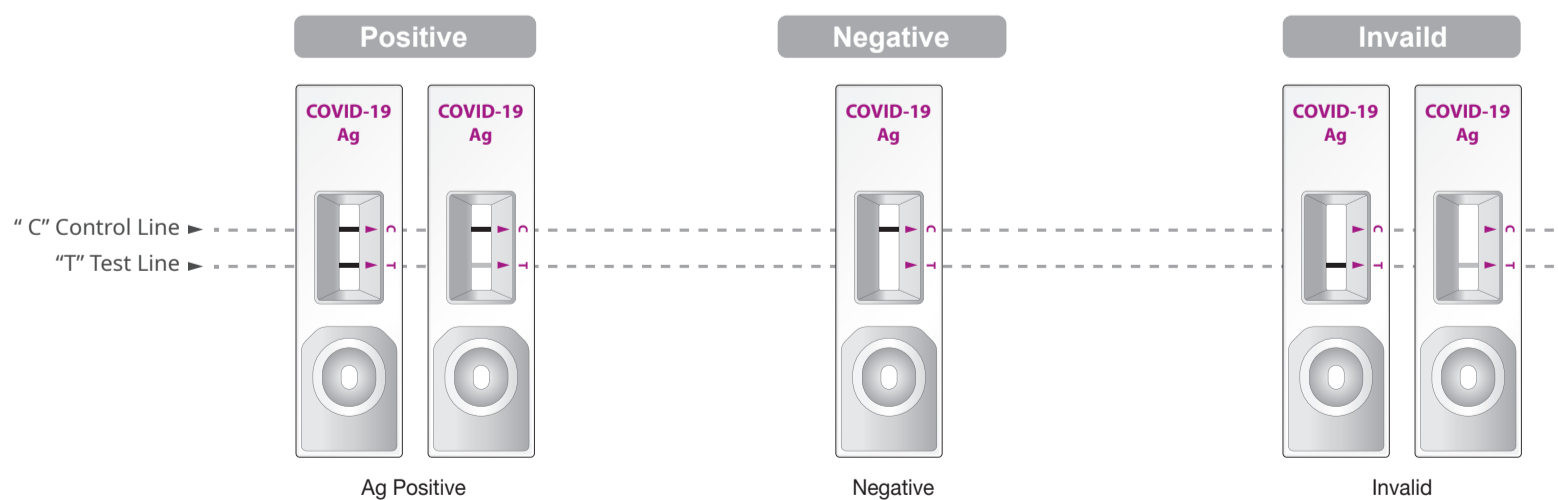 Positive
Negative
Invaild
COVID-19
Ag
COVID-19
Ag
COVID-19
Ag
COVID-19
Ag
COVID-19
Ag
“ C” Control Line ►
“T” Test Line ►
C
T
C
T
C
T
C
T
C
T
Ag Positive
Negative
Invalid